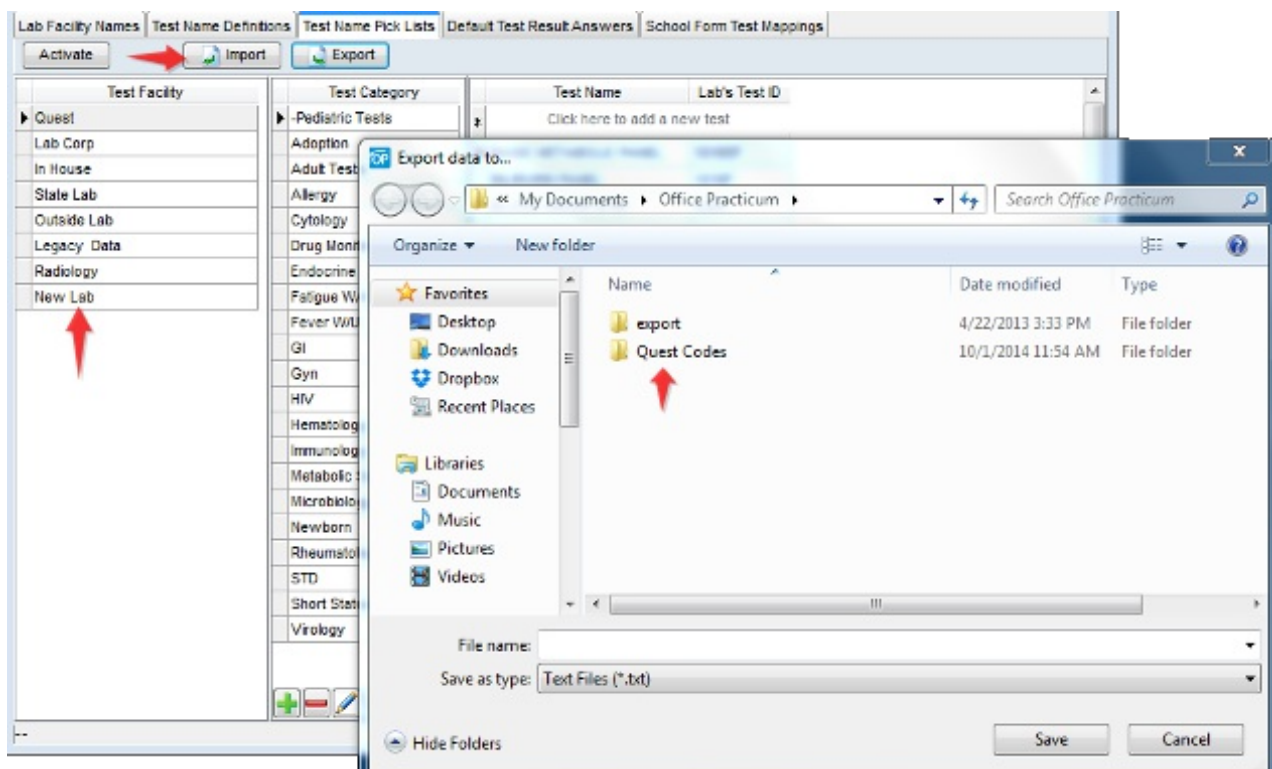 Lab Facility Names Test Name Definitions Test Name Pick Lists Default Test Result Answers School Form Test Mappings
Activate Import Export
Test Facility
Quest
Lab Corp
In House
State Lab
Outside Lab
Legacy Data
Radiology
New Lab
Test Category
-Pediatric Tests
Adoption
Adult Test
Allergy
Cytology
Drug Monit
Endocrine
Fatigue W/
Fever W/U
GI
Gyn
HIV
Hematolog
Immunolog
Metabolic
Microbiolo
Newborn
Rheumatol
STD
Short Stat
Virology
Test Name Lab's Test ID
Click here to add a new test
OP Export data to...
« My Documents Office Practicum Search Office Practicum
Organize New folder
Favorites
Desktop
Downloads
Dropbox
Recent Places
Libraries
Documents
Music
Pictures
Videos
Name Date modified Type
export 4/22/2013 3:33 PM File folder
Quest Codes 10/1/2014 11:54 AM File folder
File name:
Save as type: Text Files (*.txt)
Hide Folders Save Cancel
--